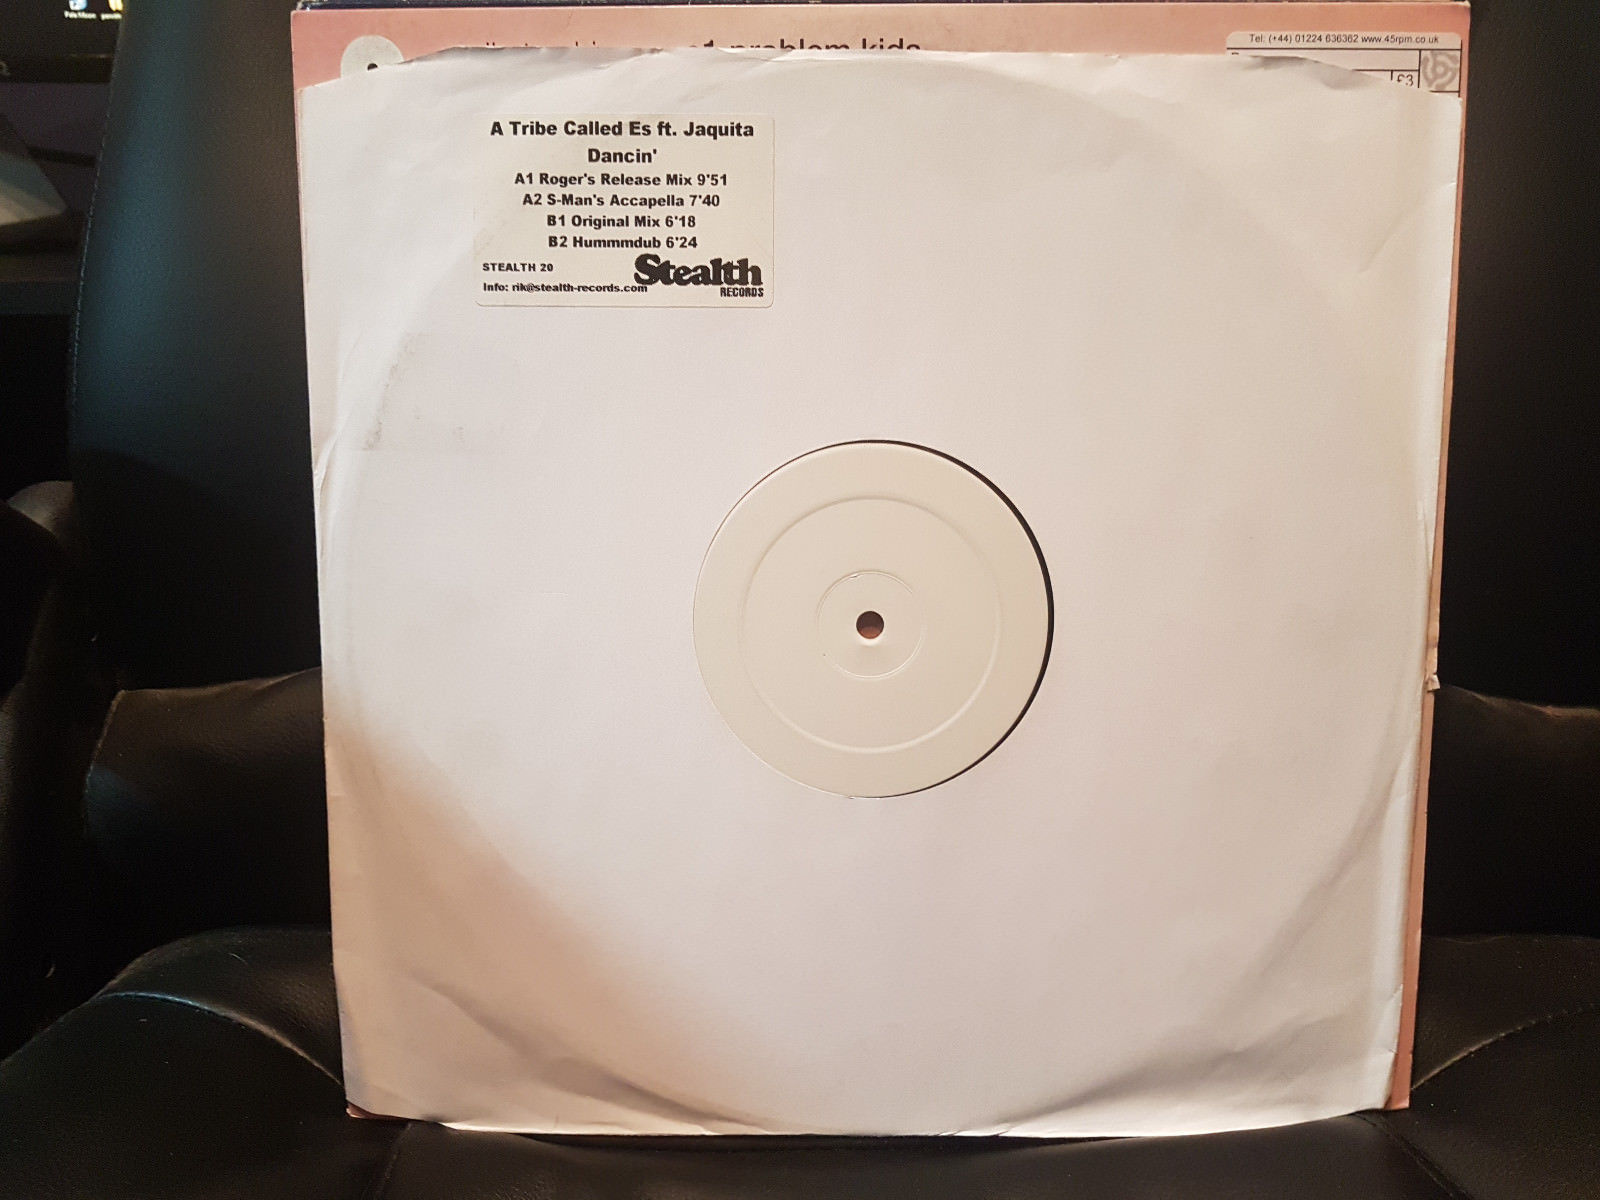 problem kids
Tel: (+44) 01224 636362 www.45rpm.co.uk
£3
A Tribe Called Es ft. Jaquita
Dancin'
A1 Roger's Release Mix 9'51
A2 S-Man's Accapella 7'40
B1 Original Mix 6'18
B2 Hummmdub 6'24
STEALTH 20
Info: rik@stealth-records.com
Stealth
RECORDS